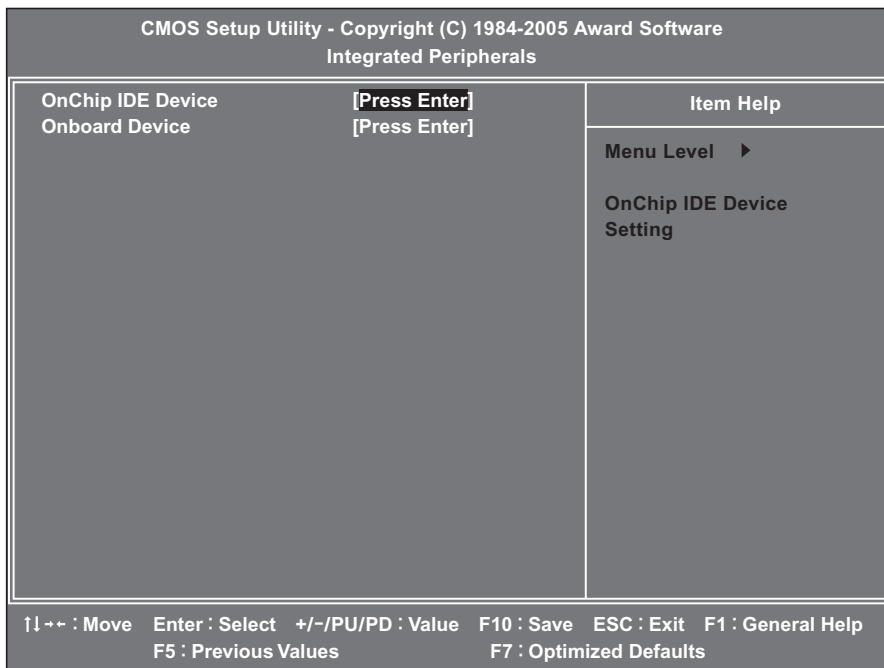 CMOS Setup Utility - Copyright (C) 1984-2005 Award Software
Integrated Peripherals
OnChip IDE Device [Press Enter]
Onboard Device [Press Enter]
Item Help
Menu Level ▶
OnChip IDE Device
Setting
↑↓→← : Move Enter : Select +/-/PU/PD : Value F10 : Save ESC : Exit F1 : General Help
F5 : Previous Values F7 : Optimized Defaults